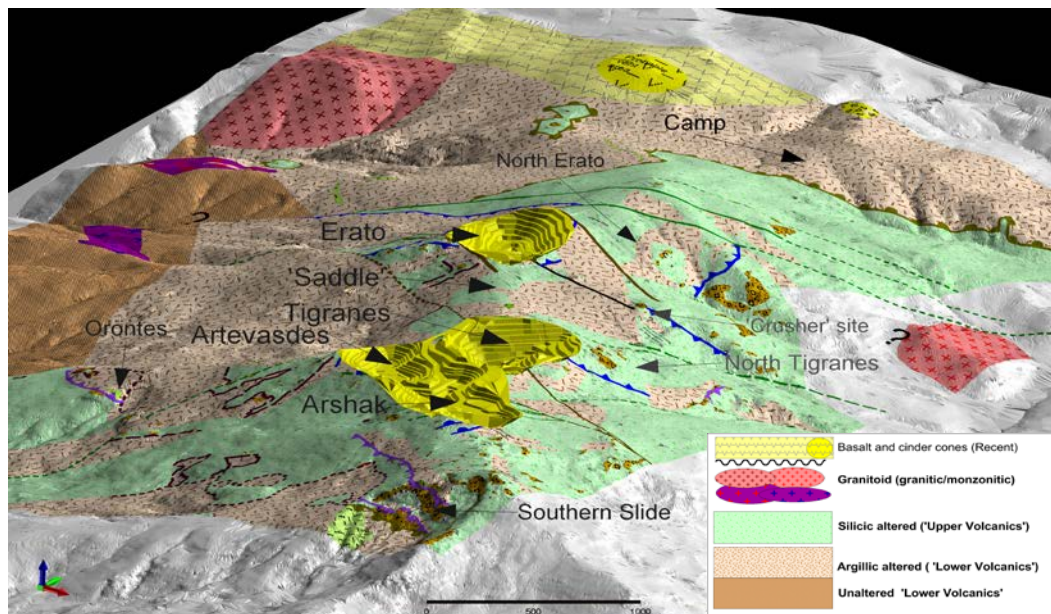 Camp
North Erato
?
Erato
'Saddle'
Tigranes
Artevasdes
Orontes
Crusher' site
?
North Tigranes
Arshak
Southern Slide
Basalt and cinder cones (Recent)
Granitoid (granitic/monzonitic)
Silicic altered ('Upper Volcanics')
Argillic altered ( 'Lower Volcanics')
Unaltered 'Lower Volcanics'
0 500 1000